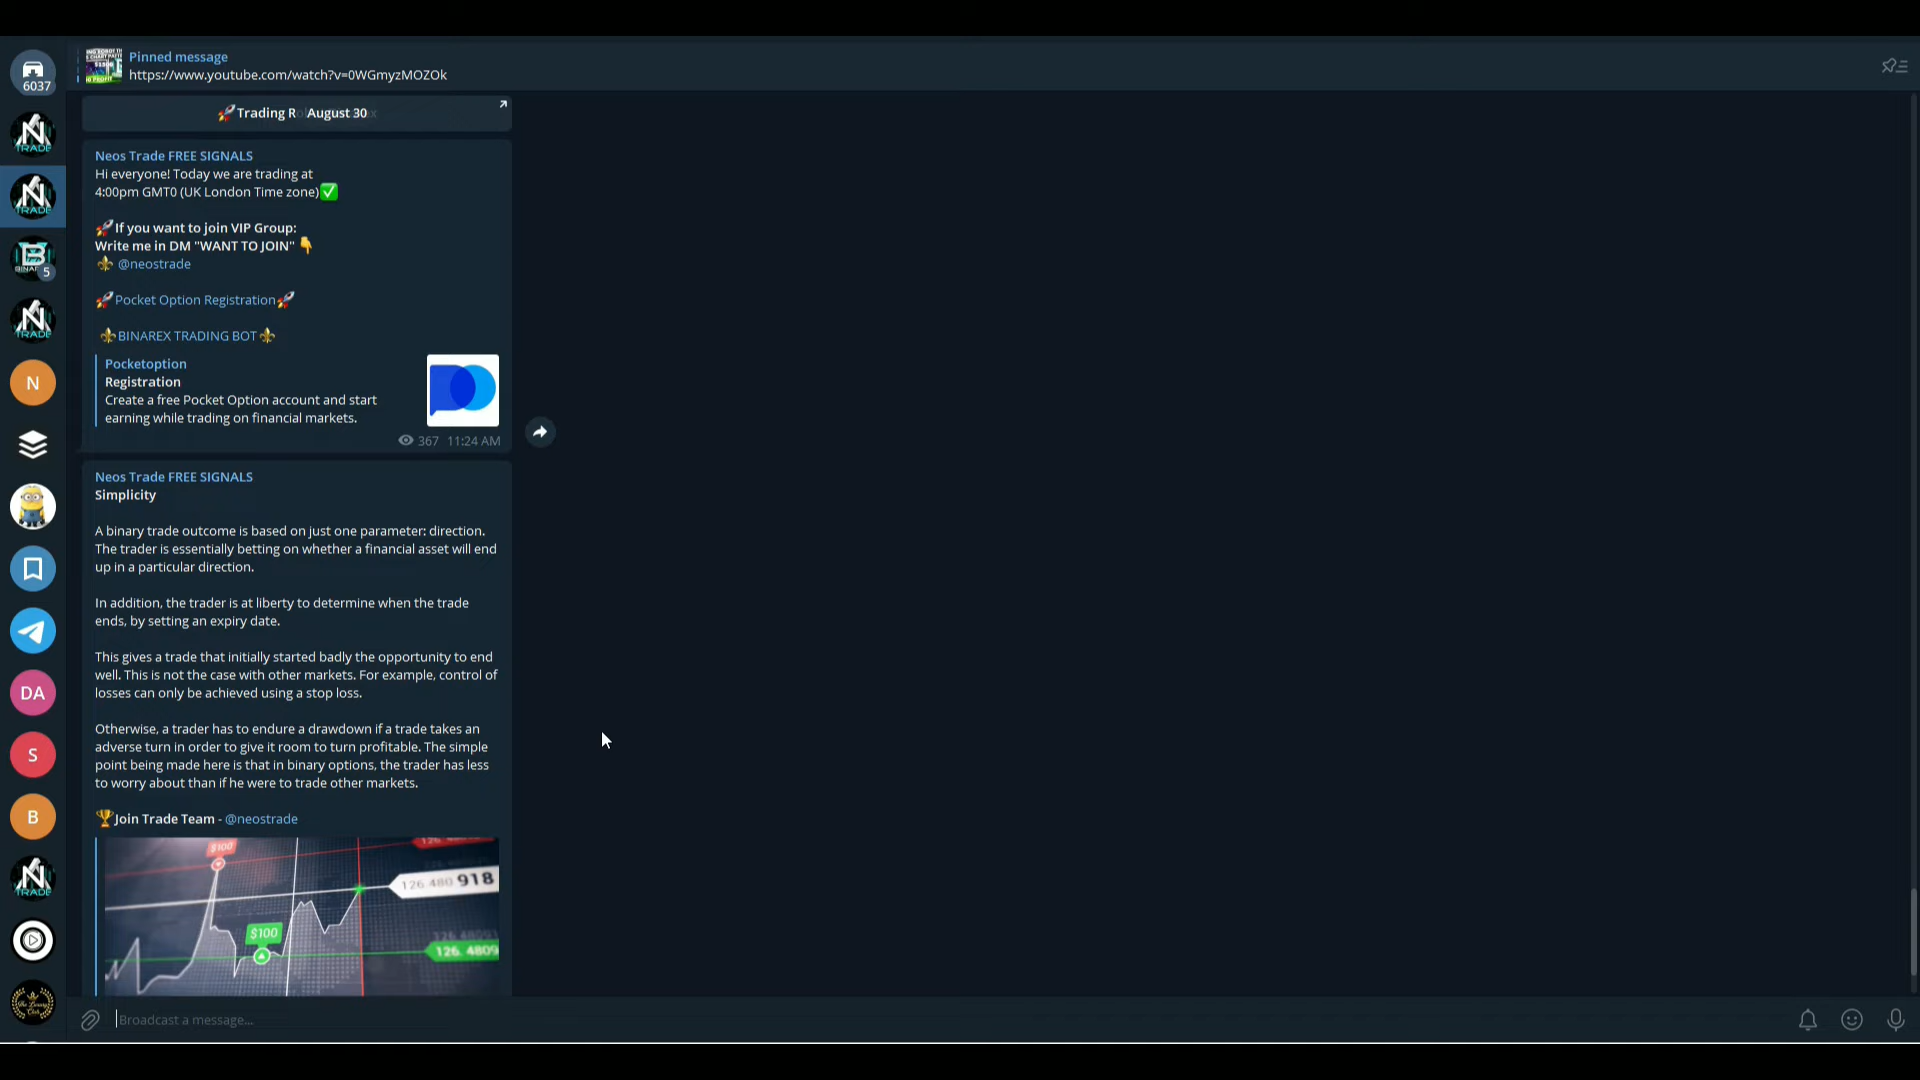 Pinned message
https://www.youtube.com/watch?v=0WGmyzMOZOk
6037
🚀Trading R
August 30
Neos Trade FREE SIGNALS
Hi everyone! Today we are trading at
4:00pm GMT0 (UK London Time zone)✅
🚀If you want to join VIP Group:
Write me in DM "WANT TO JOIN" 👇
⚜️ @neostrade
🚀Pocket Option Registration🚀
⚜️BINAREX TRADING BOT⚜️
Pocketoption
Registration
Create a free Pocket Option account and start
earning while trading on financial markets.
367 11:24 AM
Neos Trade FREE SIGNALS
Simplicity
A binary trade outcome is based on just one parameter: direction.
The trader is essentially betting on whether a financial asset will end
up in a particular direction.
In addition, the trader is at liberty to determine when the trade
ends, by setting an expiry date.
This gives a trade that initially started badly the opportunity to end
well. This is not the case with other markets. For example, control of
losses can only be achieved using a stop loss.
Otherwise, a trader has to endure a drawdown if a trade takes an
adverse turn in order to give it room to turn profitable. The simple
point being made here is that in binary options, the trader has less
to worry about than if he were to trade other markets.
🏆Join Trade Team - @neostrade
$100
126.480 918
$100
126.4809
Broadcast a message...
N
TRADE
N
TRADE
B
5
N
TRADE
N
DA
S
B
N
TRADE